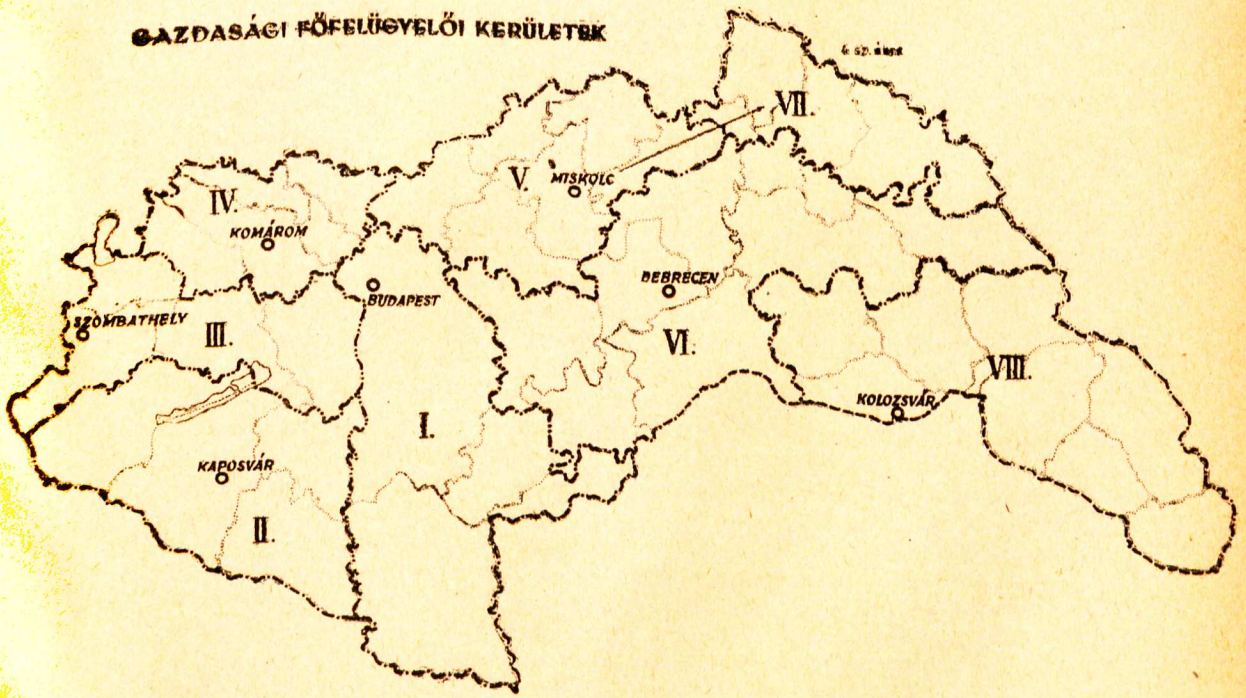 GAZDASÁGI FŐFELÜGYELŐI KERÜLETEK
VII.
V.
MISKOLC
IV.
KOMÁROM
DEBRECEN
BUDAPEST
SZOMBATHELY
III.
VI.
VIII.
KOLOZSVÁR
I.
KAPOSVÁR
II.